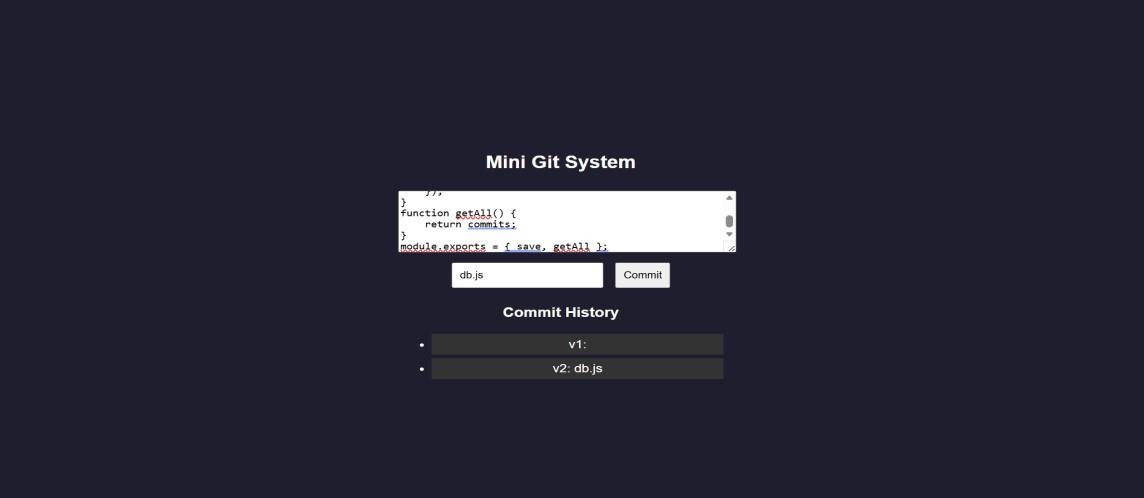 Mini Git System
});
}
function getAll() {
    return commits;
}
module.exports = { save, getAll };
db.js
Commit
Commit History
v1:
v2: db.js